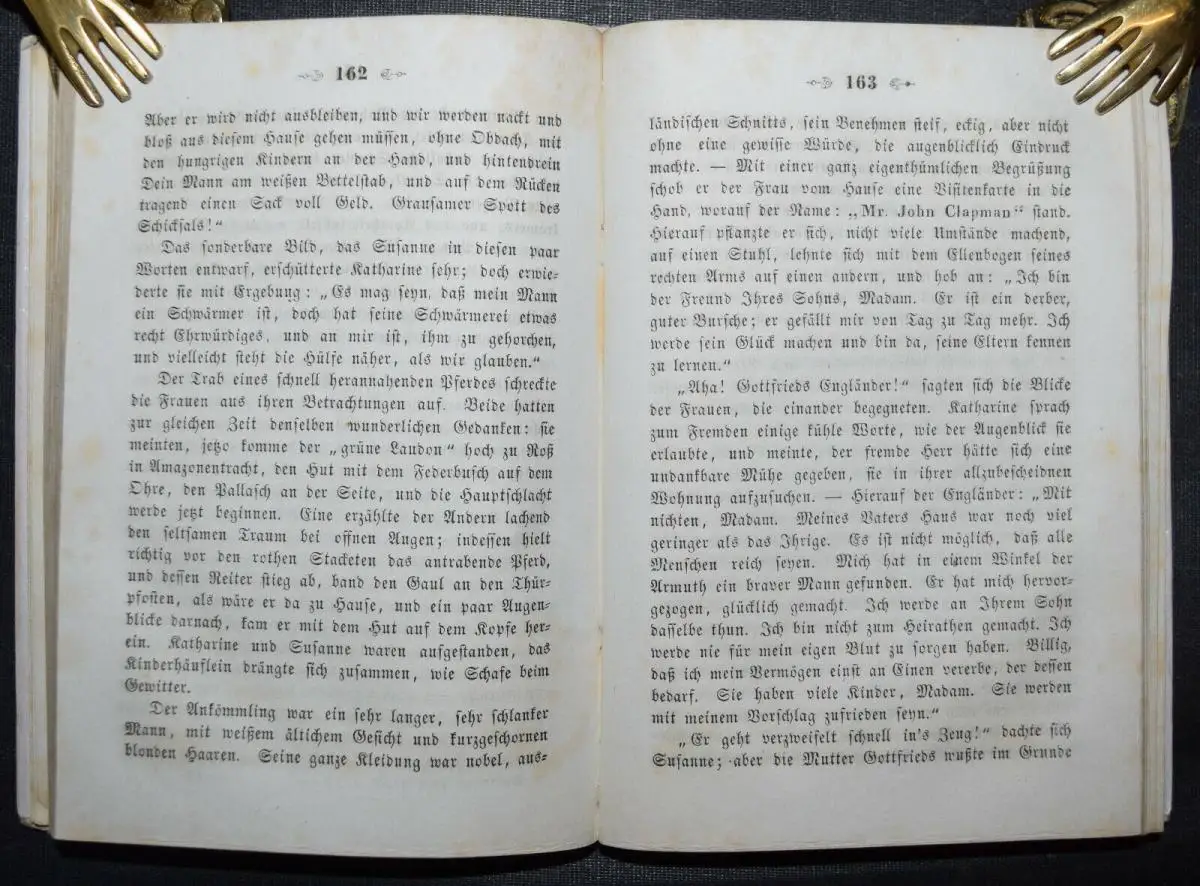 162
Aber er wird nicht ausbleiben, und wir werden nackt und
bloß aus diesem Hause gehen müssen, ohne Obdach, mit
den hungrigen Kindern an der Hand, und hintendrein
Dein Mann am weißen Bettelstab, und auf dem Rücken
tragend einen Sack voll Geld. Grausamer Spott des
Schicksals!“
Das sonderbare Bild, das Susanne in diesen paar
Worten entwarf, erschütterte Katharine sehr; doch erwie-
derte sie mit Ergebung: „Es mag seyn, daß mein Mann
ein Schwärmer ist, doch hat seine Schwärmerei etwas
recht Ehrwürdiges, und an mir ist, ihm zu gehorchen,
und vielleicht steht die Hülfe näher, als wir glauben.“
Der Trab eines schnell herannahenden Pferdes schreckte
die Frauen aus ihren Betrachtungen auf. Beide hatten
zur gleichen Zeit denselben wunderlichen Gedanken: sie
meinten, jetzo komme der „grüne Laudon“ hoch zu Roß
in Amazonentracht, den Hut mit dem Federbusch auf dem
Ohre, den Pallasch an der Seite, und die Hauptschlacht
werde jetzt beginnen. Eine erzählte der Andern lachend
den seltsamen Traum bei offnen Augen; indessen hielt
richtig vor den rothen Stacketen das antrabende Pferd,
und dessen Reiter stieg ab, band den Gaul an den Thür-
pfosten, als wäre er da zu Hause, und ein paar Augen-
blicke darnach, kam er mit dem Hut auf dem Kopfe her-
ein. Katharine und Susanne waren aufgestanden, das
Kinderhäuflein drängte sich zusammen, wie Schafe beim
Gewitter.
Der Ankömmling war ein sehr langer, sehr schlanker
Mann, mit weißem ältlichem Gesicht und kurzgeschornen
blonden Haaren. Seine ganze Kleidung war nobel, aus-
163
ländischen Schnitts, sein Benehmen steif, eckig, aber nicht
ohne eine gewisse Würde, die augenblicklich Eindruck
machte. — Mit einer ganz eigenthümlichen Begrüßung
schob er der Frau vom Hause eine Visitenkarte in die
Hand, worauf der Name: „Mr. John Clapman“ stand.
Hierauf pflanzte er sich, nicht viele Umstände machend,
auf einen Stuhl, lehnte sich mit dem Ellenbogen seines
rechten Arms auf einen andern, und hob an: „Ich bin
der Freund Ihres Sohns, Madam. Er ist ein derber,
guter Bursche; er gefällt mir von Tag zu Tag mehr. Ich
werde sein Glück machen und bin da, seine Eltern kennen
zu lernen.“
„Aha! Gottfrieds Engländer!“ sagten sich die Blicke
der Frauen, die einander begegneten. Katharine sprach
zum Fremden einige kühle Worte, wie der Augenblick sie
erlaubte, und meinte, der fremde Herr hätte sich eine
undankbare Mühe gegeben, sie in ihrer allzubescheidnen
Wohnung aufzusuchen. — Hierauf der Engländer: „Mit
nichten, Madam. Meines Vaters Haus war noch viel
geringer als das Ihrige. Es ist nicht möglich, daß alle
Menschen reich seyen. Mich hat in einem Winkel der
Armuth ein braver Mann gefunden. Er hat mich hervor-
gezogen, glücklich gemacht. Ich werde an Ihrem Sohn
dasselbe thun. Ich bin nicht zum Heirathen gemacht. Ich
werde nie für mein eigen Blut zu sorgen haben. Billig,
daß ich mein Vermögen einst an Einen vererbe, der dessen
bedarf. Sie haben viele Kinder, Madam. Sie werden
mit meinem Vorschlag zufrieden seyn.“
„Er geht verzweifelt schnell in's Zeug!“ dachte sich
Susanne; aber die Mutter Gottfrieds wußte im Grunde